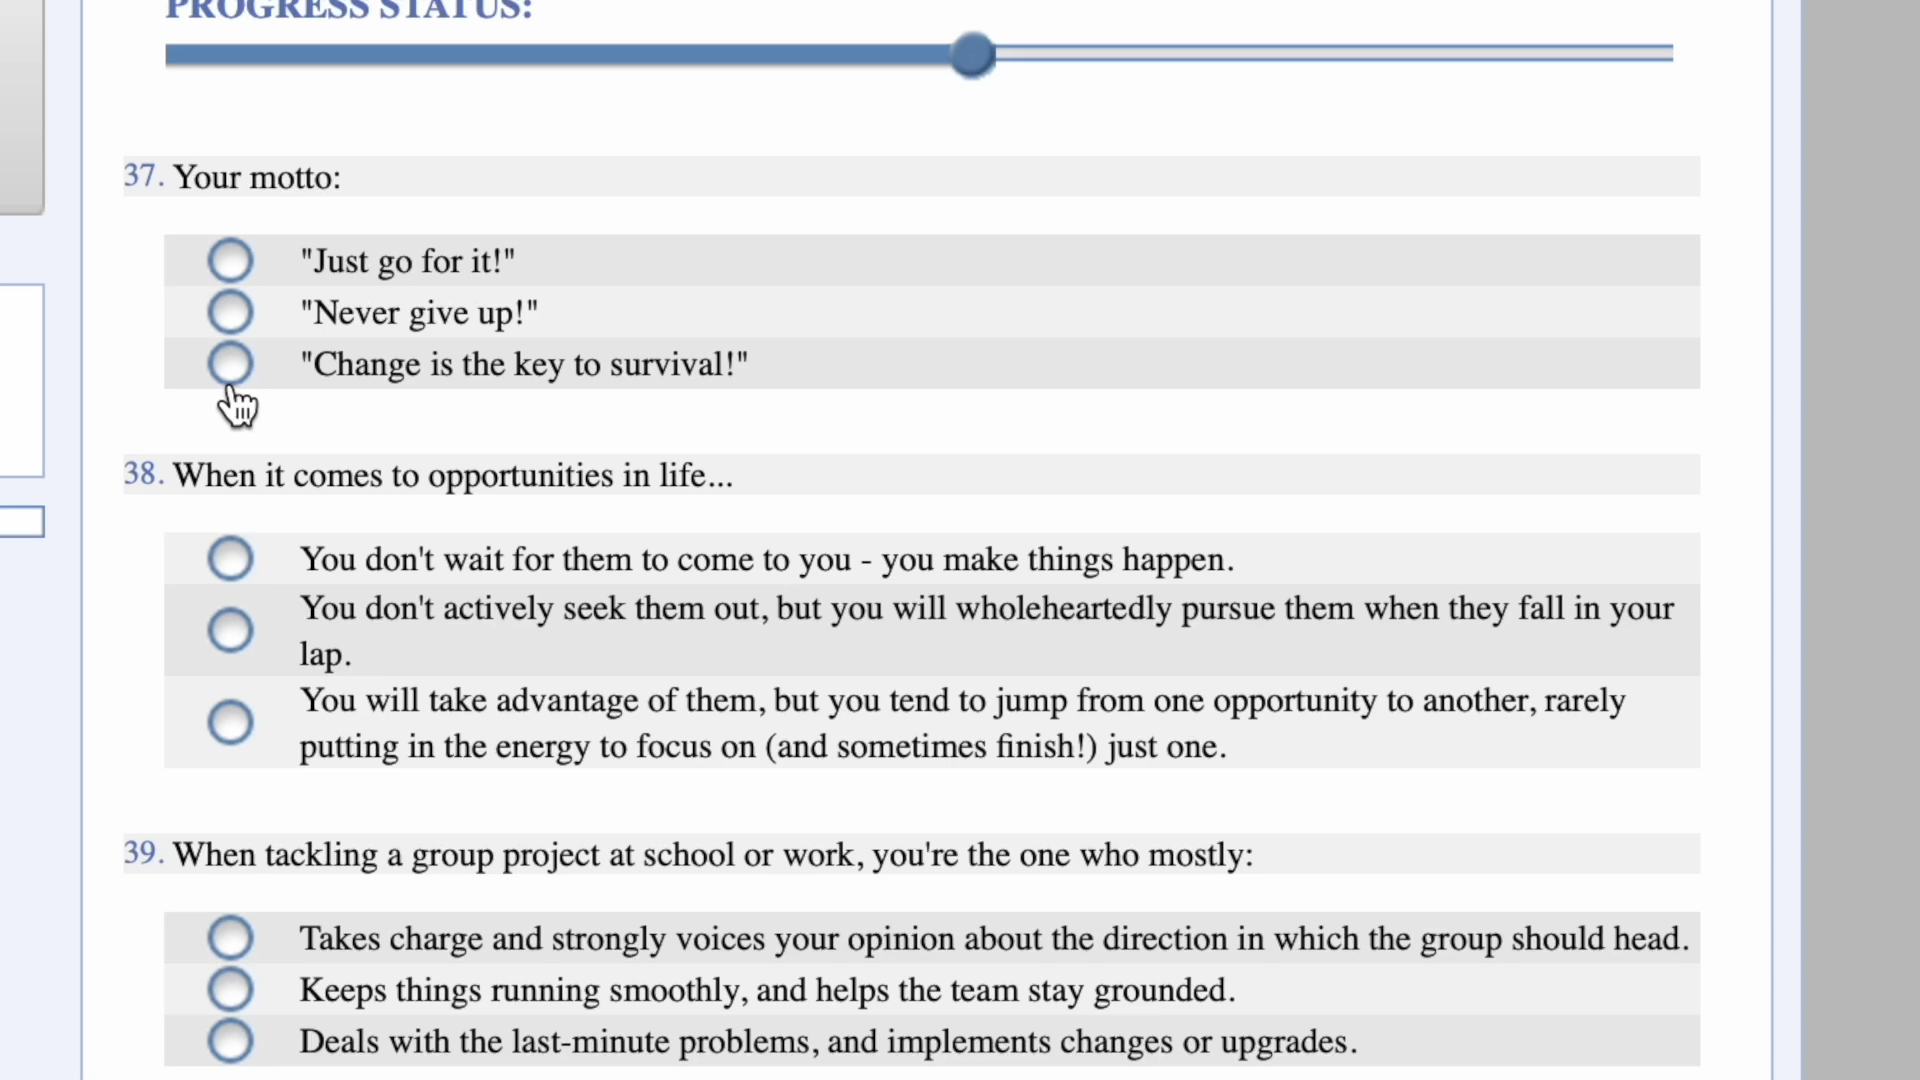 PROGRESS STATUS:
37. Your motto:
"Just go for it!"
"Never give up!"
"Change is the key to survival!"
38. When it comes to opportunities in life...
You don't wait for them to come to you - you make things happen.
You don't actively seek them out, but you will wholeheartedly pursue them when they fall in your
lap.
You will take advantage of them, but you tend to jump from one opportunity to another, rarely
putting in the energy to focus on (and sometimes finish!) just one.
39. When tackling a group project at school or work, you're the one who mostly:
Takes charge and strongly voices your opinion about the direction in which the group should head.
Keeps things running smoothly, and helps the team stay grounded.
Deals with the last-minute problems, and implements changes or upgrades.